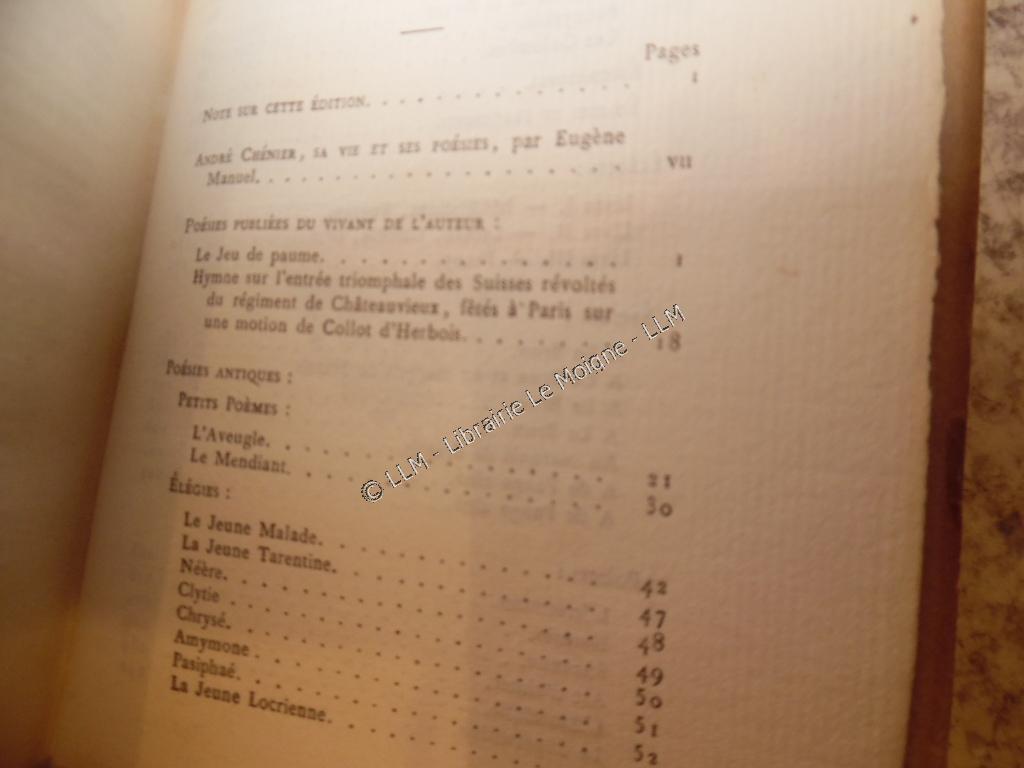 Pages
NOTE SUR CETTE ÉDITION. . . . . . . . . . . . . . . . 1
ANDRÉ CHÉNIER, SA VIE ET SES POÉSIES, par Eugène
Manuel. . . . . . . . . . . . . . . . . . . . VII
POÉSIES PUBLIÉES DU VIVANT DE L'AUTEUR :
Le Jeu de paume. . . . . . . . . . . . . . . . 1
Hymne sur l'entrée triomphale des Suisses révoltés
du régiment de Châteauvieux, fêtés à Paris sur
une motion de Collot d'Herbois. . . . . . . . . 18
POÉSIES ANTIQUES :
PETITS POÈMES :
L'Aveugle. . . . . . . . . . . . . . . . . . 21
Le Mendiant. . . . . . . . . . . . . . . . . 30
ÉLÉGIES :
Le Jeune Malade. . . . . . . . . . . . . . . 42
La Jeune Tarentine. . . . . . . . . . . . . . 47
Néère. . . . . . . . . . . . . . . . . . . 48
Clytie . . . . . . . . . . . . . . . . . . 49
Chrysé. . . . . . . . . . . . . . . . . . 50
Amymone . . . . . . . . . . . . . . . . . 51
Pasiphaé. . . . . . . . . . . . . . . . . 52
La Jeune Locrienne. . . . . . . . . . . .
© LLM - Librairie Le Moigne - LLM